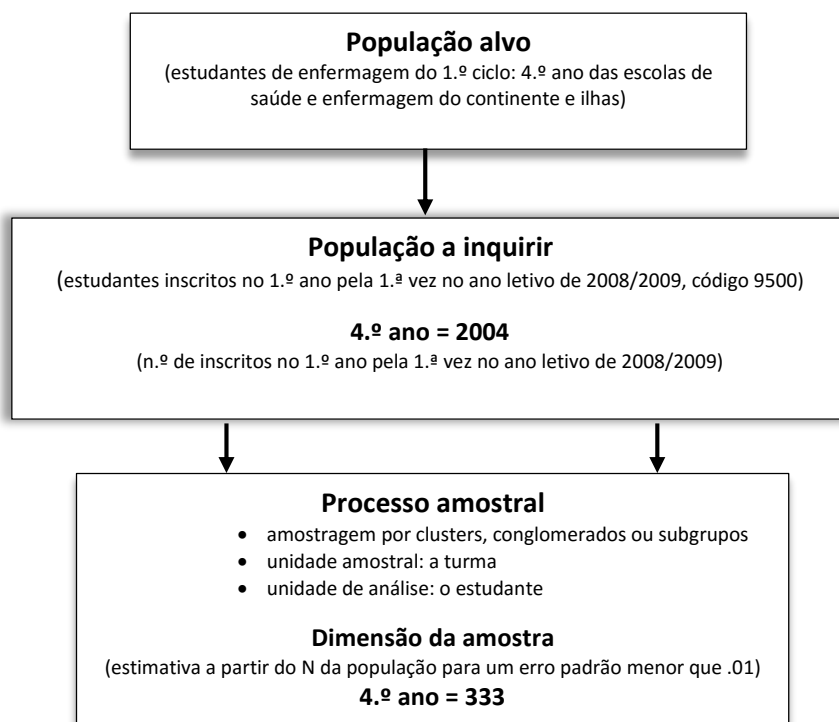 População alvo
(estudantes de enfermagem do 1.º ciclo: 4.º ano das escolas de
saúde e enfermagem do continente e ilhas)
População a inquirir
(estudantes inscritos no 1.º ano pela 1.ª vez no ano letivo de 2008/2009, código 9500)
4.º ano = 2004
(n.º de inscritos no 1.º ano pela 1.ª vez no ano letivo de 2008/2009)
Processo amostral
• amostragem por clusters, conglomerados ou subgrupos
• unidade amostral: a turma
• unidade de análise: o estudante
Dimensão da amostra
(estimativa a partir do N da população para um erro padrão menor que .01)
4.º ano = 333